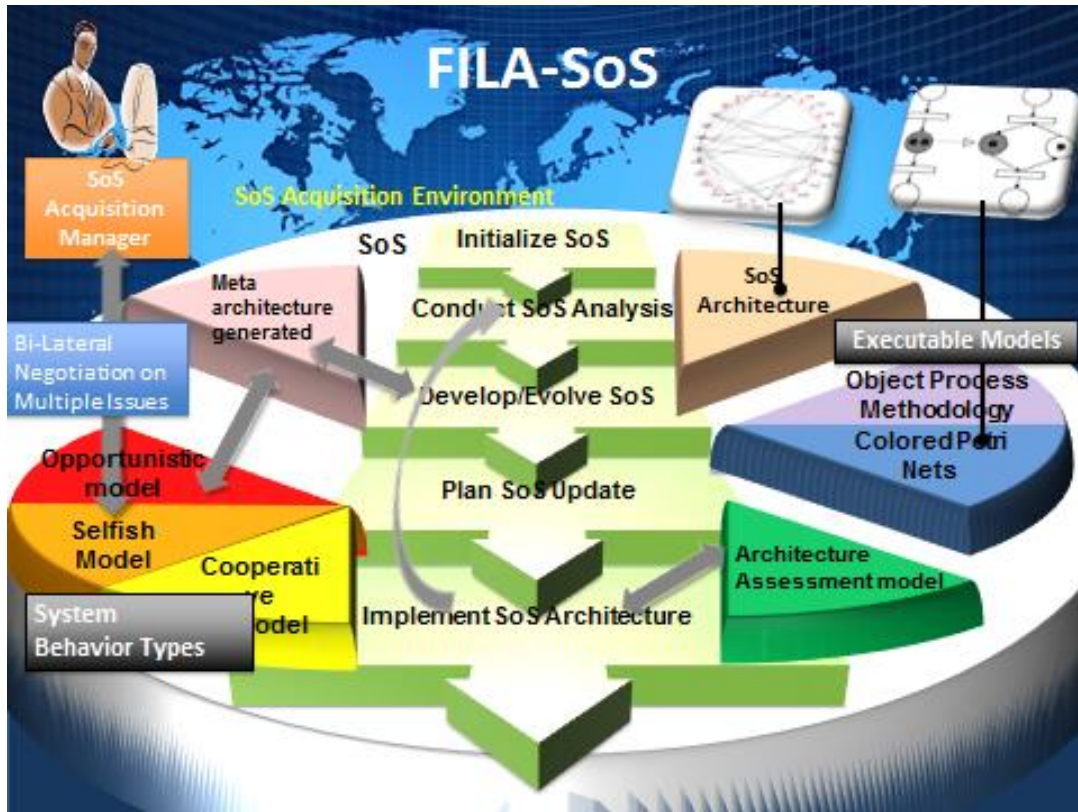 FILA-SoS
SoS
Acquisition
Manager
SoS Acquisition Environment
SoS
Initialize SoS
Meta
architecture
generated
Conduct SoS Analysis
SoS
Architecture
Bi-Lateral
Negotiation on
Multiple Issues
Executable Models
Develop/Evolve SoS
Object Process
Methodology
Colored Petri
Nets
Opportunistic
model
Plan SoS Update
Selfish
Model
Cooperati
ve
odel
Architecture
Assessment model
Implement SoS Architecture
System
Behavior Types